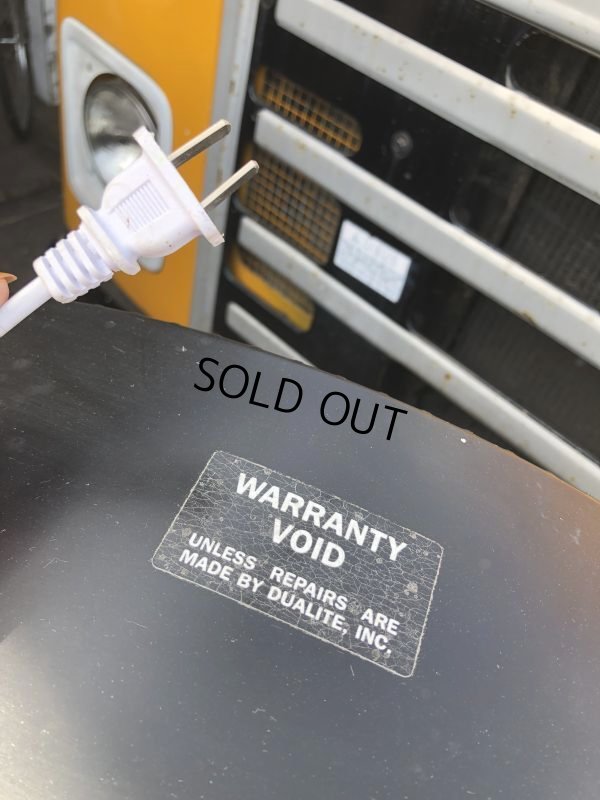 SOLD OUT
WARRANTY
VOID
UNLESS REPAIRS ARE
MADE BY DUALITE, INC.